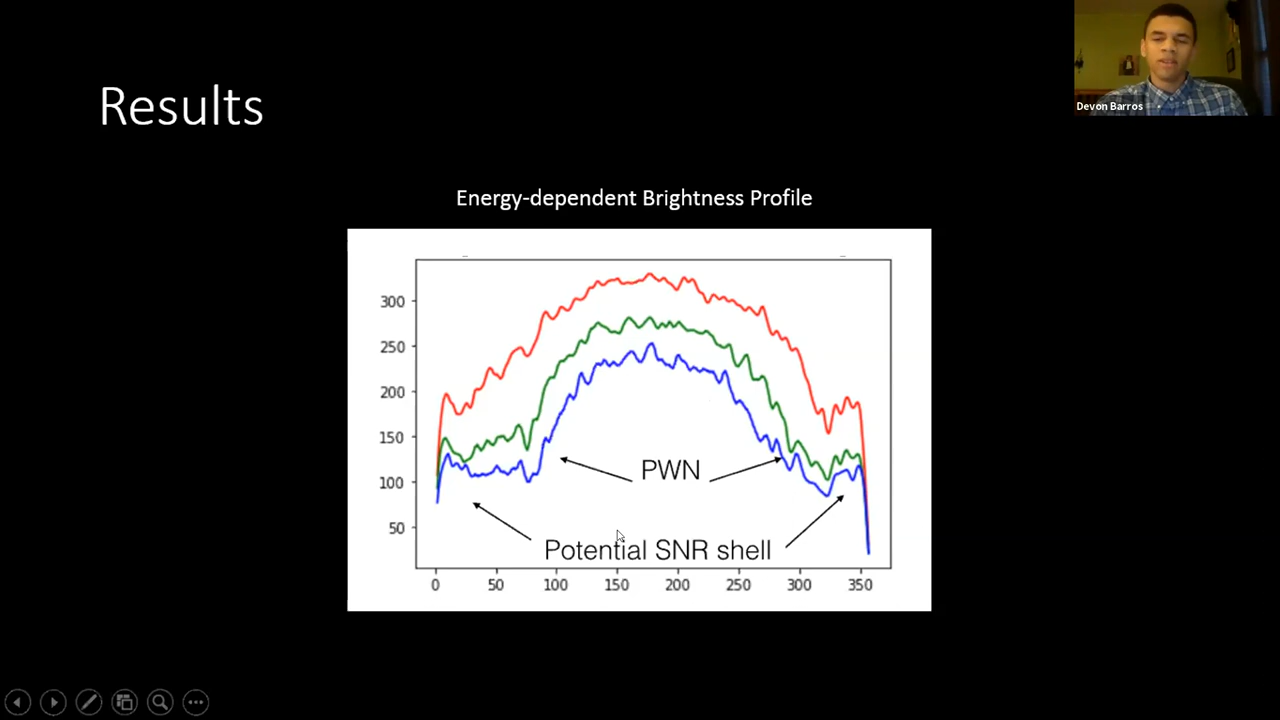 Devon Barros
Results
Energy-dependent Brightness Profile
300
250
200
150
100
50
PWN
Potential SNR shell
0 50 100 150 200 250 300 350